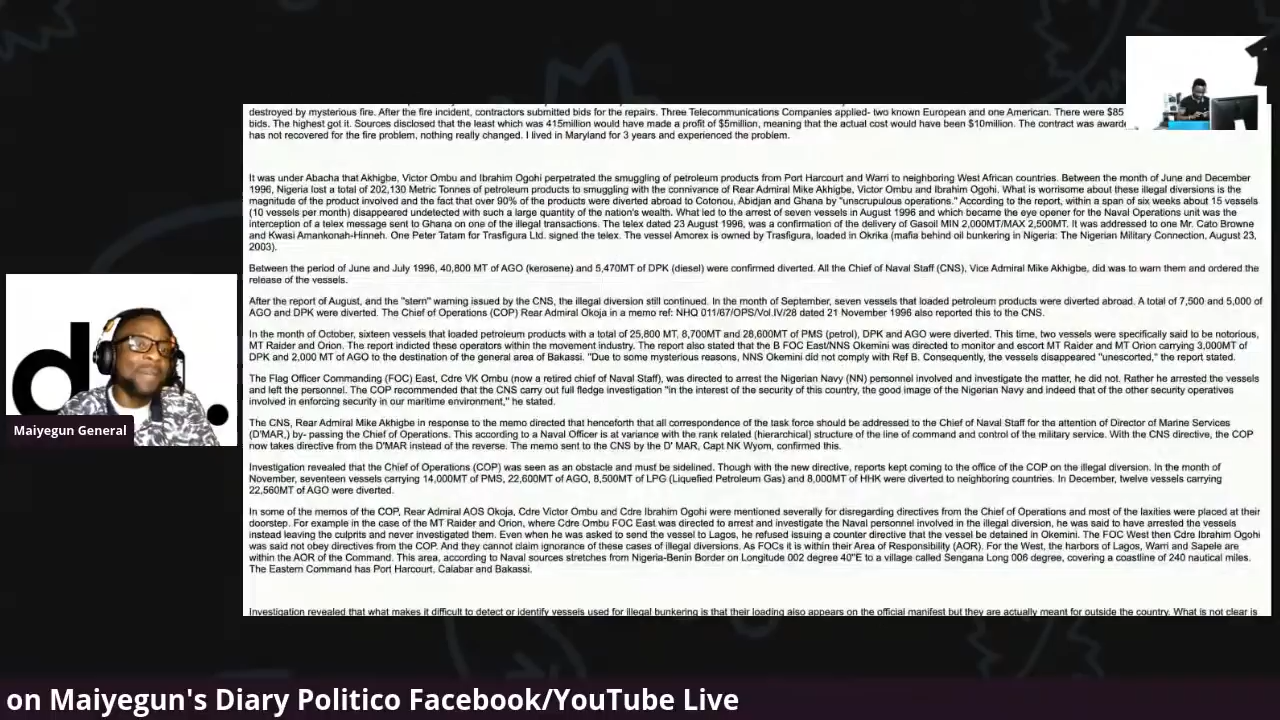 destroyed by mysterious fire. After the fire incident, contractors submitted bids for the repairs. Three Telecommunications Companies applied- two known European and one American. There were $85
bids. The highest got it. Sources disclosed that the least which was 415million would have made a profit of $5million, meaning that the actual cost would have been $10million. The contract was
has not recovered for the fire problem, nothing really changed. I lived in Maryland for 3 years and experienced the problem.
It was under Abacha that Akhigbe, Victor Ombu and Ibrahim Ogohi perpetrated the smuggling of petroleum products from Port Harcourt and Warri to neighboring West African countries. Between the month of June and December
1996, Nigeria lost a total of 202,130 Metric Tonnes of petroleum products to smuggling with the connivance of Rear Admiral Mike Akhigbe, Victor Ombu and Ibrahim Ogohi. What is worrisome about these illegal diversions is the
magnitude of the product involved and the fact that over 90% of the products were diverted abroad to Cotonou, Abidjan and Ghana by "unscrupulous operations." According to the report, within a span of six weeks about 15 vessels
(10 vessels per month) disappeared undetected with such a large quantity of the nation's wealth. What led to the arrest of seven vessels in August 1996 and which became the eye opener for the Naval Operations unit was the
interception of a telex message sent to Ghana on one of the illegal transactions. The telex dated 23 August 1996, was a confirmation of the delivery of Gasoil MIN 2,000MT/MAX 2,500MT. It was addressed to one Mr. Cato Browne
and Kwasi Amankonah-Hinneh. One Peter Tatam for Trasfigura Ltd. signed the telex. The vessel Amorex is owned by Trasfigura, loaded in Okrika (mafia behind oil bunkering in Nigeria: The Nigerian Military Connection, August 23,
2003).
Between the period of June and July 1996, 40,800 MT of AGO (kerosene) and 5,470MT of DPK (diesel) were confirmed diverted. All the Chief of Naval Staff (CNS), Vice Admiral Mike Akhigbe, did was to warn them and ordered the
release of the vessels.
After the report of August, and the "stern" warning issued by the CNS, the illegal diversion still continued. In the month of September, seven vessels that loaded petroleum products were diverted abroad. A total of 7,500 and 5,000 of
AGO and DPK were diverted. The Chief of Operations (COP) Rear Admiral Okoja in a memo ref: NHQ 011/67/OPS/Vol.IV/28 dated 21 November 1996 also reported this to the CNS.
In the month of October, sixteen vessels that loaded petroleum products with a total of 25,800 MT, 8,700MT and 28,600MT of PMS (petrol), DPK and AGO were diverted. This time, two vessels were specifically said to be notorious,
MT Raider and Orion. The report indicted these operators within the movement industry. The report also stated that the B FOC East/NNS Okemini was directed to monitor and escort MT Raider and MT Orion carrying 3,000MT of
DPK and 2,000 MT of AGO to the destination of the general area of Bakassi. "Due to some mysterious reasons, NNS Okemini did not comply with Ref B. Consequently, the vessels disappeared "unescorted," the report stated.
The Flag Officer Commanding (FOC) East, Cdre VK Ombu (now a retired chief of Naval Staff), was directed to arrest the Nigerian Navy (NN) personnel involved and investigate the matter, he did not. Rather he arrested the vessels
and left the personnel. The COP recommended that the CNS carry out full fledge investigation "in the interest of the security of this country, the good image of the Nigerian Navy and indeed that of the other security operatives
involved in enforcing security in our maritime environment," he stated.
The CNS, Rear Admiral Mike Akhigbe in response to the memo directed that henceforth that all correspondence of the task force should be addressed to the Chief of Naval Staff for the attention of Director of Marine Services
(D'MAR,) by- passing the Chief of Operations. This according to a Naval Officer is at variance with the rank related (hierarchical) structure of the line of command and control of the military service. With the CNS directive, the COP
now takes directive from the D'MAR instead of the reverse. The memo sent to the CNS by the D' MAR, Capt NK Wyom, confirmed this.
Investigation revealed that the Chief of Operations (COP) was seen as an obstacle and must be sidelined. Though with the new directive, reports kept coming to the office of the COP on the illegal diversion. In the month of
November, seventeen vessels carrying 14,000MT of PMS, 22,600MT of AGO, 8,500MT of LPG (Liquefied Petroleum Gas) and 8,000MT of HHK were diverted to neighboring countries. In December, twelve vessels carrying
22,560MT of AGO were diverted.
In some of the memos of the COP, Rear Admiral AOS Okoja, Cdre Victor Ombu and Cdre Ibrahim Ogohi were mentioned severally for disregarding directives from the Chief of Operations and most of the laxities were placed at their
doorstep. For example in the case of the MT Raider and Orion, where Cdre Ombu FOC East was directed to arrest and investigate the Naval personnel involved in the illegal diversion, he was said to have arrested the vessels
instead leaving the culprits and never investigated them. Even when he was asked to send the vessel to Lagos, he refused issuing a counter directive that the vessel be detained in Okemini. The FOC West then Cdre Ibrahim Ogohi
was said not obey directives from the COP. And they cannot claim ignorance of these cases of illegal diversions. As FOCs it is within their Area of Responsibility (AOR). For the West, the harbors of Lagos, Warri and Sapele are
within the AOR of the Command. This area, according to Naval sources stretches from Nigeria-Benin Border on Longitude 002 degree 40"E to a village called Sengana Long 006 degree, covering a coastline of 240 nautical miles.
The Eastern Command has Port Harcourt, Calabar and Bakassi.
Investigation revealed that what makes it difficult to detect or identify vessels used for illegal bunkering is that their loading also appears on the official manifest but they are actually meant for outside the country. What is not clear is
d
Maiyegun General
on Maiyegun's Diary Politico Facebook/YouTube Live